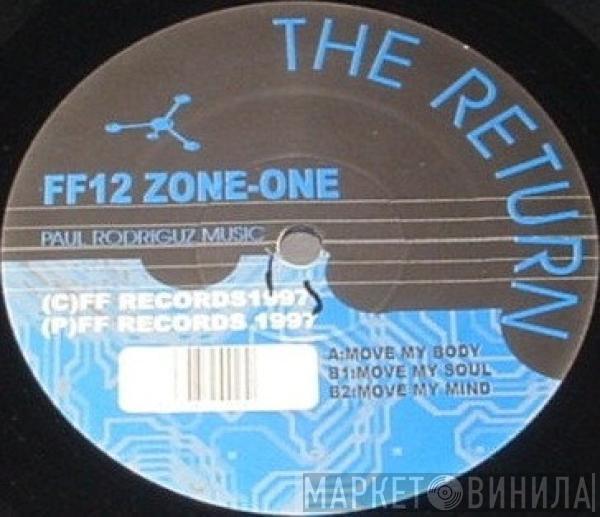 THE RETURN
FF12 ZONE-ONE
PAUL RODRIGUZ MUSIC
(C)FF RECORDS1997
(P)FF RECORDS 1997
A:MOVE MY BODY
B1:MOVE MY SOUL
B2:MOVE MY MIND
МАРКЕТ ВИНИЛА